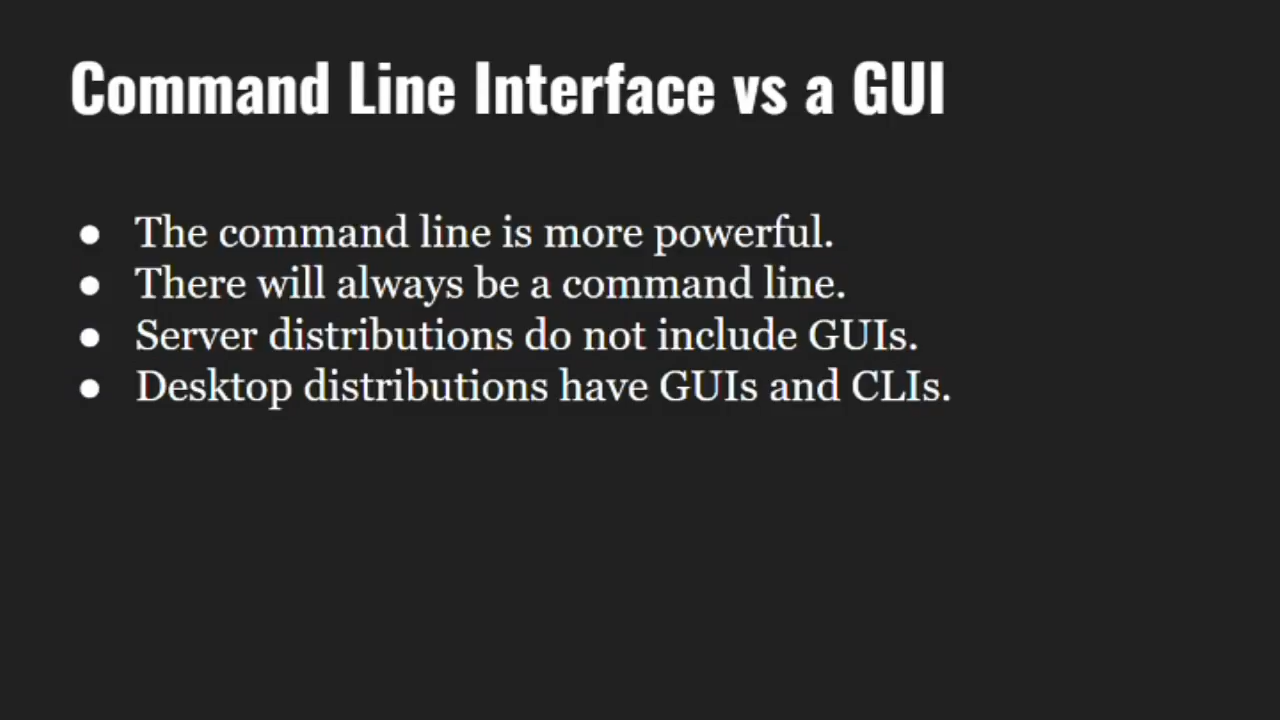 Command Line Interface vs a GUI
● The command line is more powerful.
● There will always be a command line.
● Server distributions do not include GUIs.
● Desktop distributions have GUIs and CLIs.